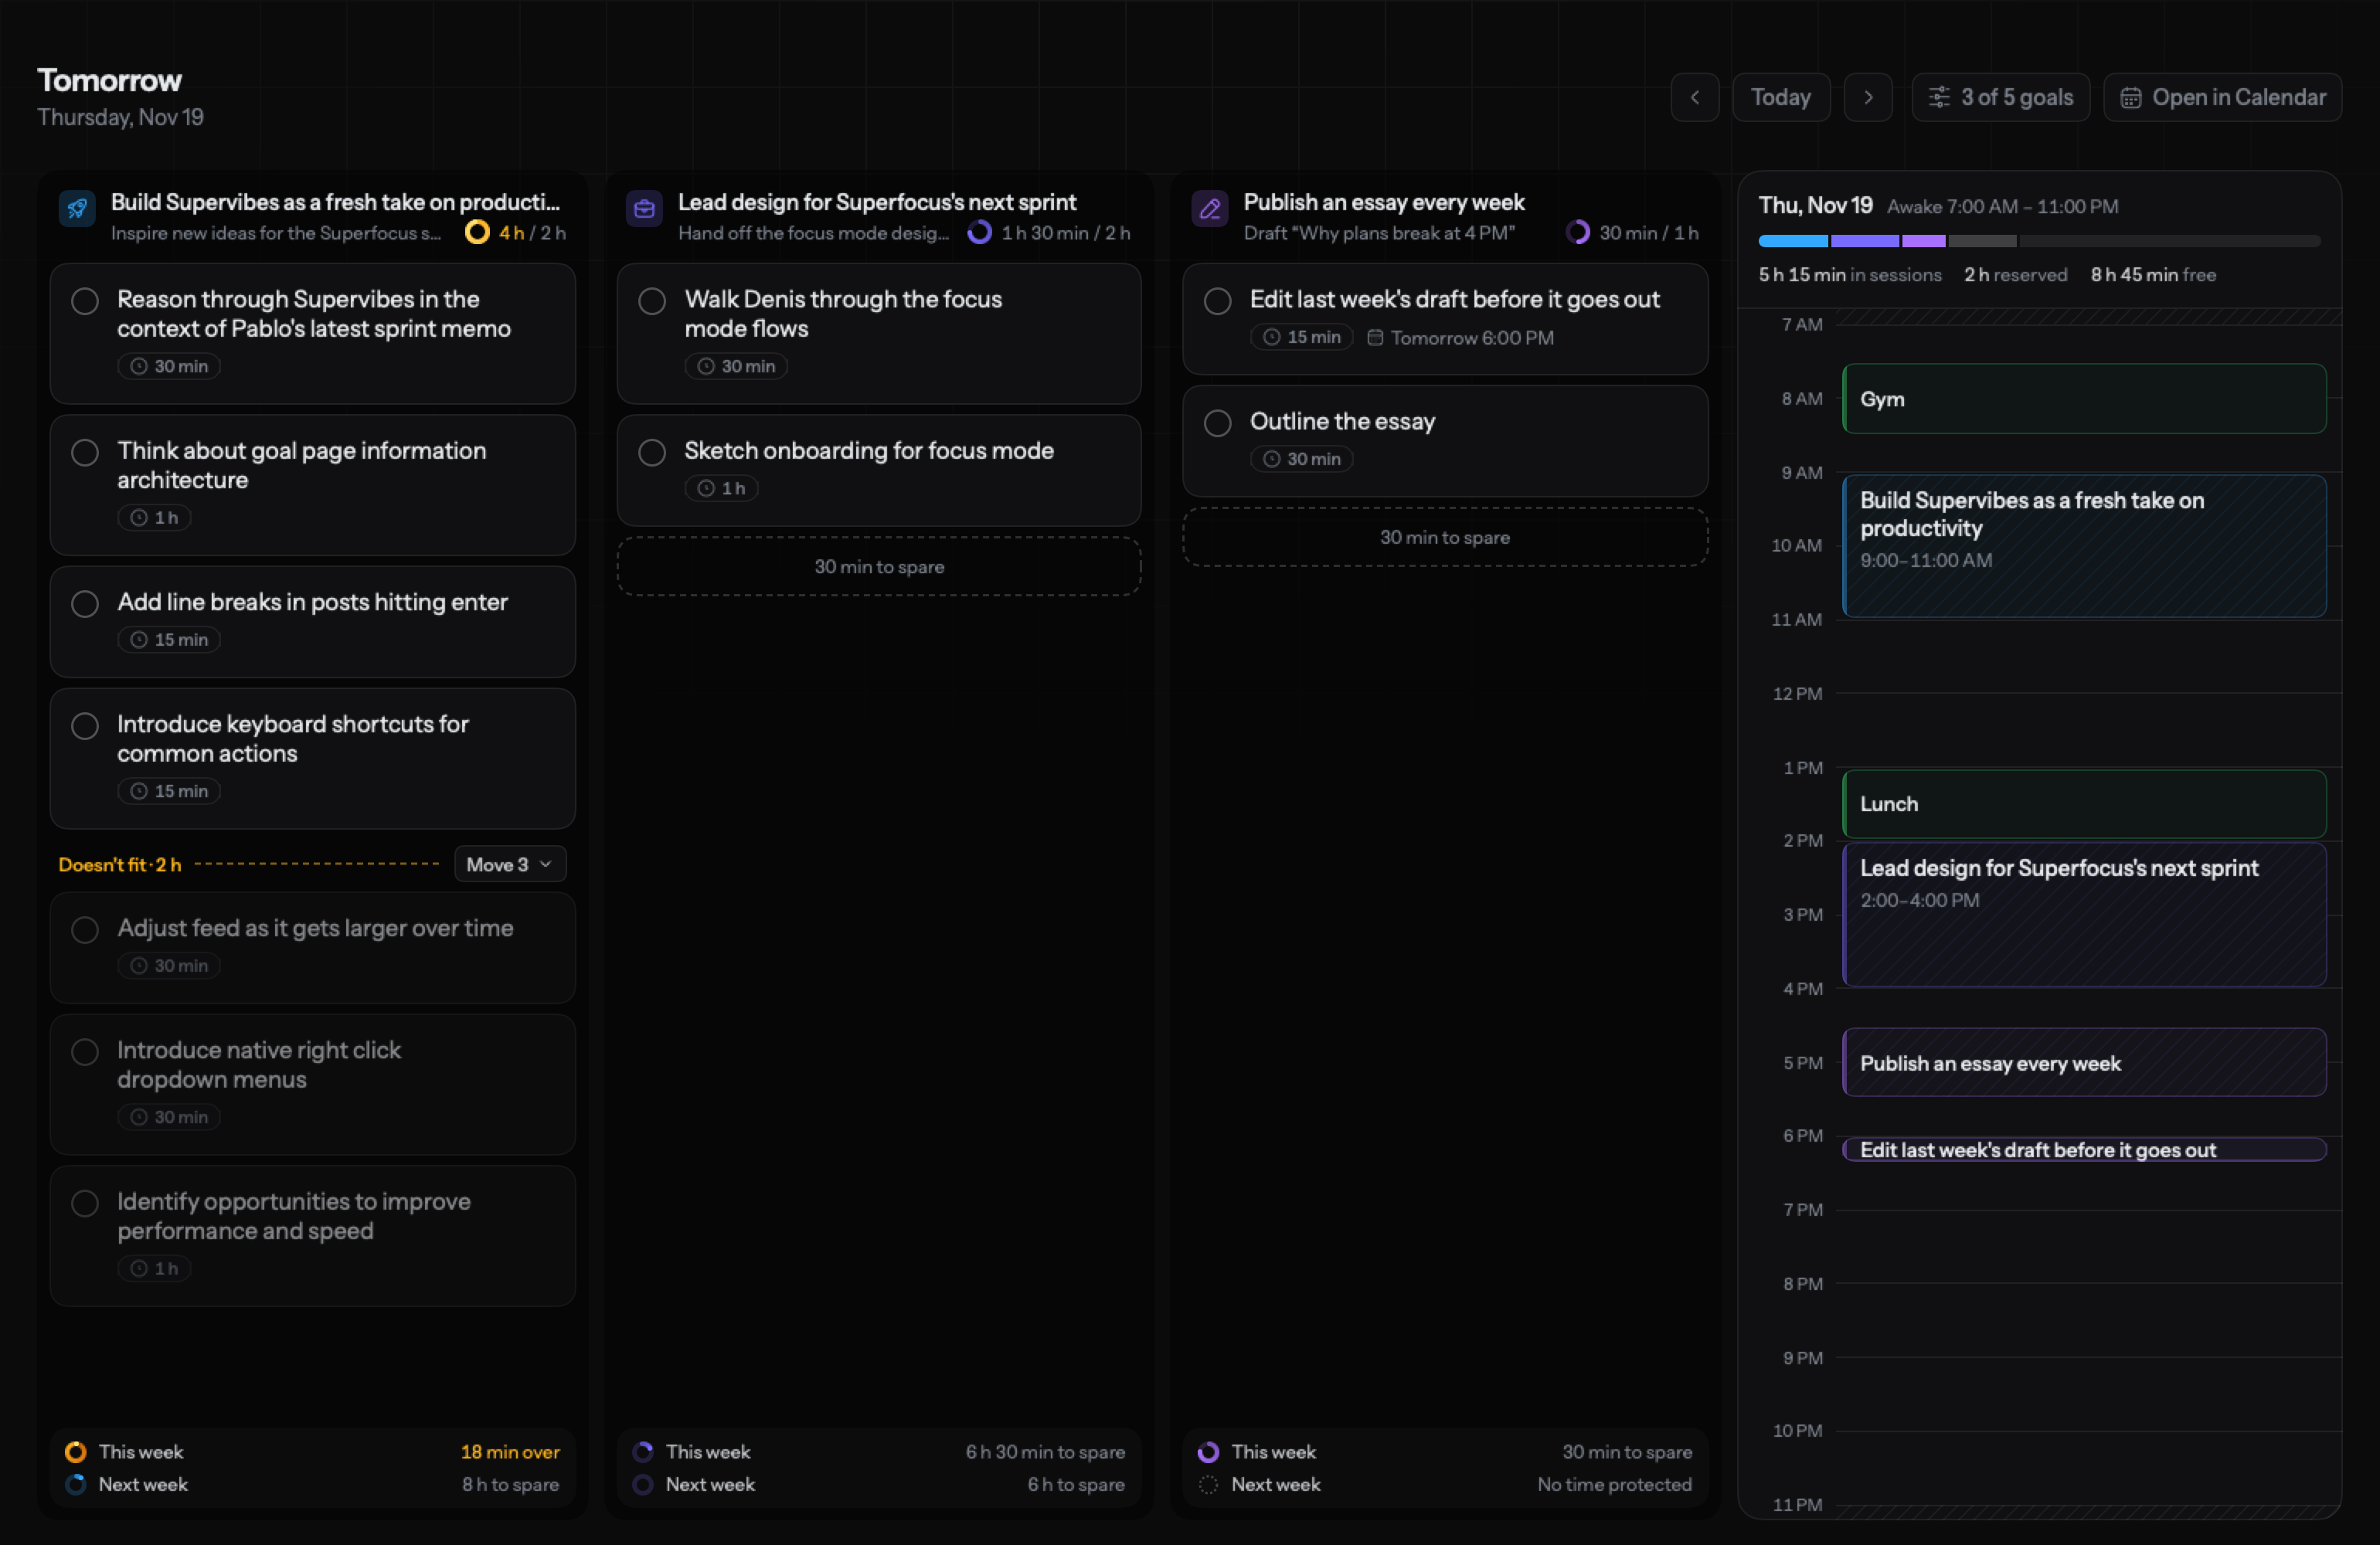 Tomorrow
Thursday, Nov 19
Today
3 of 5 goals
Open in Calendar
Build Supervibes as a fresh take on producti...
Inspire new ideas for the Superfocus s...
4 h / 2 h
Reason through Supervibes in the
context of Pablo's latest sprint memo
30 min
Think about goal page information
architecture
1 h
Add line breaks in posts hitting enter
15 min
Introduce keyboard shortcuts for
common actions
15 min
Doesn't fit · 2 h
Move 3
Adjust feed as it gets larger over time
30 min
Introduce native right click
dropdown menus
30 min
Identify opportunities to improve
performance and speed
1 h
This week
18 min over
Next week
8 h to spare
Lead design for Superfocus's next sprint
Hand off the focus mode desig...
1 h 30 min / 2 h
Walk Denis through the focus
mode flows
30 min
Sketch onboarding for focus mode
1 h
30 min to spare
This week
6 h 30 min to spare
Next week
6 h to spare
Publish an essay every week
Draft “Why plans break at 4 PM”
30 min / 1 h
Edit last week's draft before it goes out
15 min
Tomorrow 6:00 PM
Outline the essay
30 min
30 min to spare
This week
30 min to spare
Next week
No time protected
Thu, Nov 19
Awake 7:00 AM – 11:00 PM
5 h 15 min in sessions
2 h reserved
8 h 45 min free
7 AM
8 AM
Gym
9 AM
Build Supervibes as a fresh take on
productivity
10 AM
9:00–11:00 AM
11 AM
12 PM
1 PM
Lunch
2 PM
Lead design for Superfocus's next sprint
2:00–4:00 PM
3 PM
4 PM
5 PM
Publish an essay every week
6 PM
Edit last week's draft before it goes out
7 PM
8 PM
9 PM
10 PM
11 PM